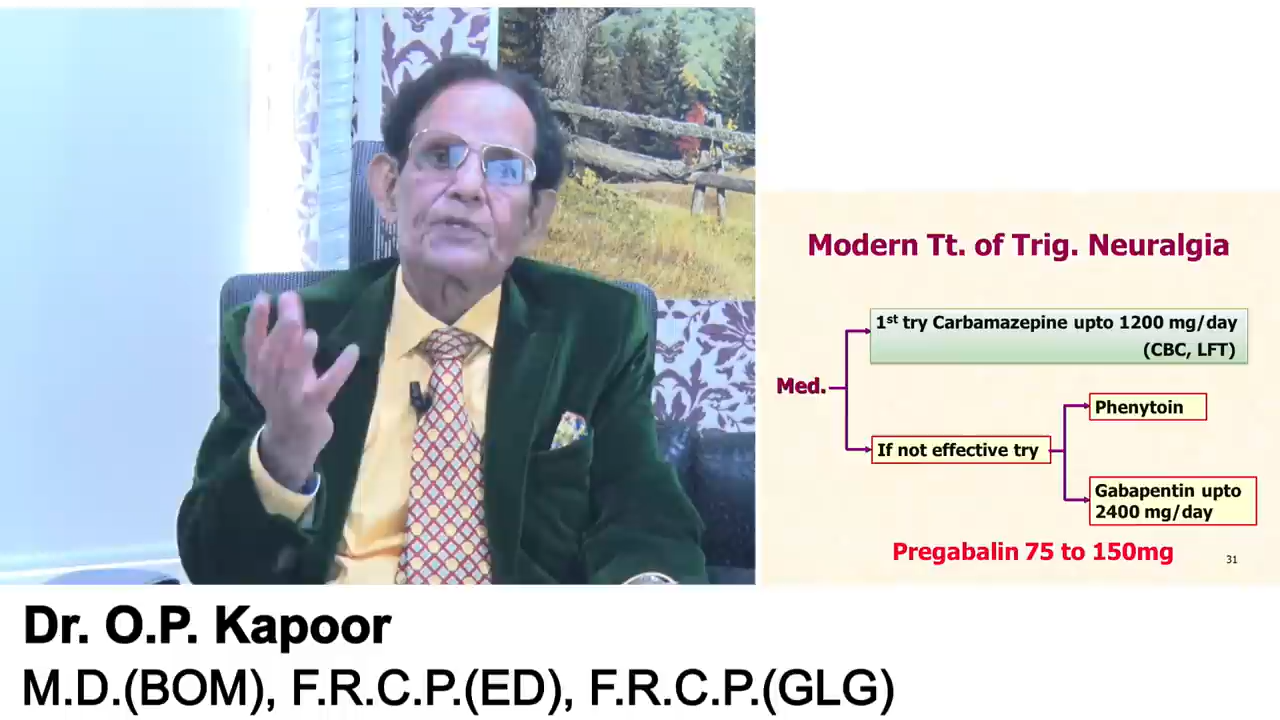 Modern Tt. of Trig. Neuralgia
1st try Carbamazepine upto 1200 mg/day
(CBC, LFT)
Med.
Phenytoin
If not effective try
Gabapentin upto
2400 mg/day
Pregabalin 75 to 150mg
31
Dr. O.P. Kapoor
M.D.(BOM), F.R.C.P.(ED), F.R.C.P.(GLG)